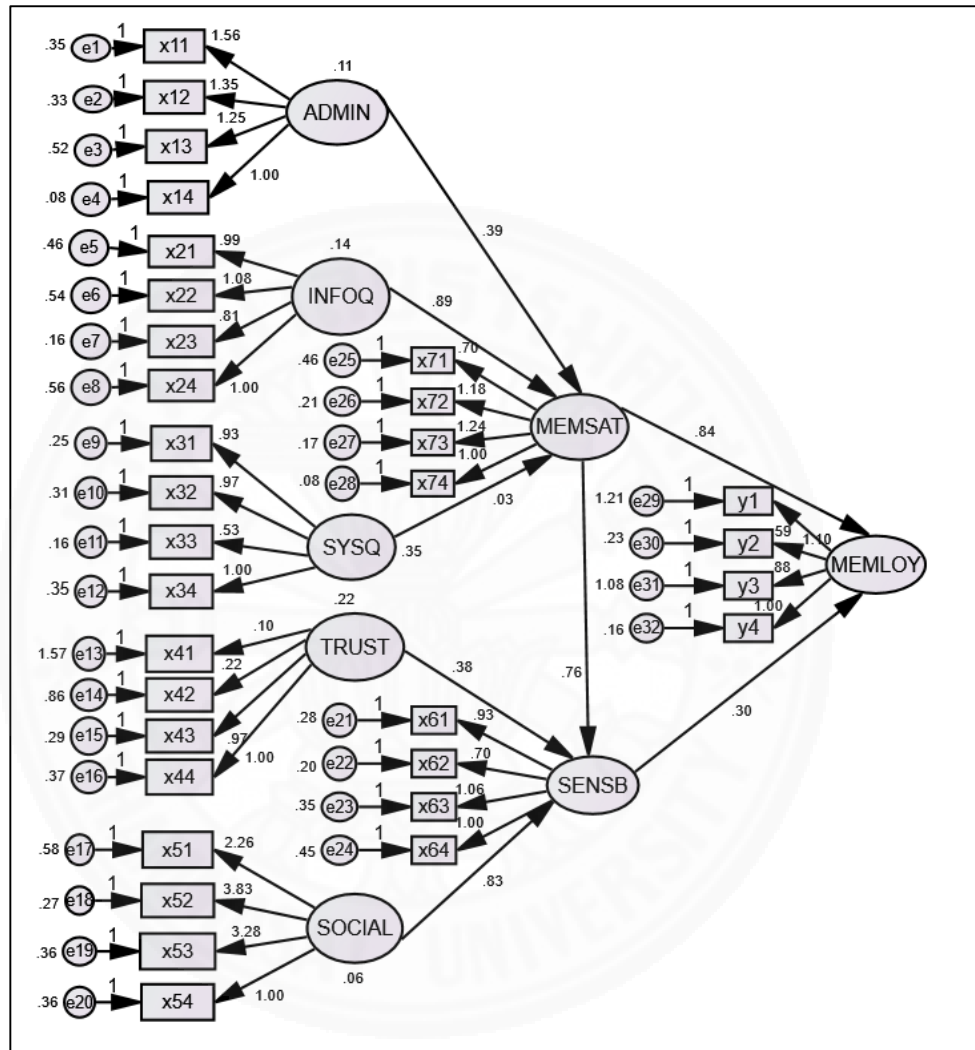 .35 e1 1 x11 1.56
.33 e2 1 x12 1.35
.52 e3 1 x13 1.25
.08 e4 1 x14 1.00
.11
ADMIN
.39
.46 e5 1 x21 .99
.54 e6 1 x22 1.08
.16 e7 1 x23 .81
.56 e8 1 x24 1.00
.14
INFOQ
.89
.46 e25 1 x71 .70
.21 e26 1 x72 1.18
.17 e27 1 x73 1.24
.08 e28 1 x74 1.00
MEMSAT
.84
.25 e9 1 x31 .93
.31 e10 1 x32 .97
.16 e11 1 x33 .53
.35 e12 1 x34 1.00
SYSQ
.35
.03
1.21 e29 1 y1 1.10
.23 e30 1 y2 .59
1.08 e31 1 y3 .88
.16 e32 1 y4 1.00
MEMLOY
1.57 e13 1 x41 .10
.86 e14 1 x42 .22
.29 e15 1 x43 .97
.37 e16 1 x44 1.00
.22
TRUST
.38
.76
.28 e21 1 x61 .93
.20 e22 1 x62 .70
.35 e23 1 x63 1.06
.45 e24 1 x64 1.00
SENSB
.30
.58 e17 1 x51 2.26
.27 e18 1 x52 3.83
.36 e19 1 x53 3.28
.36 e20 1 x54 1.00
SOCIAL
.06
.83
UNIVERSITY